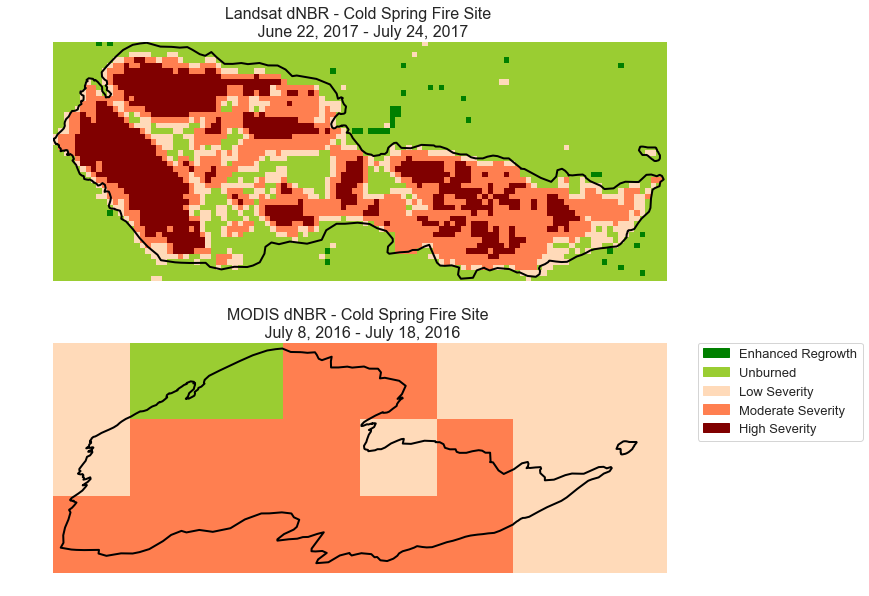 Landsat dNBR - Cold Spring Fire Site
June 22, 2017 - July 24, 2017
MODIS dNBR - Cold Spring Fire Site
July 8, 2016 - July 18, 2016
Enhanced Regrowth
Unburned
Low Severity
Moderate Severity
High Severity